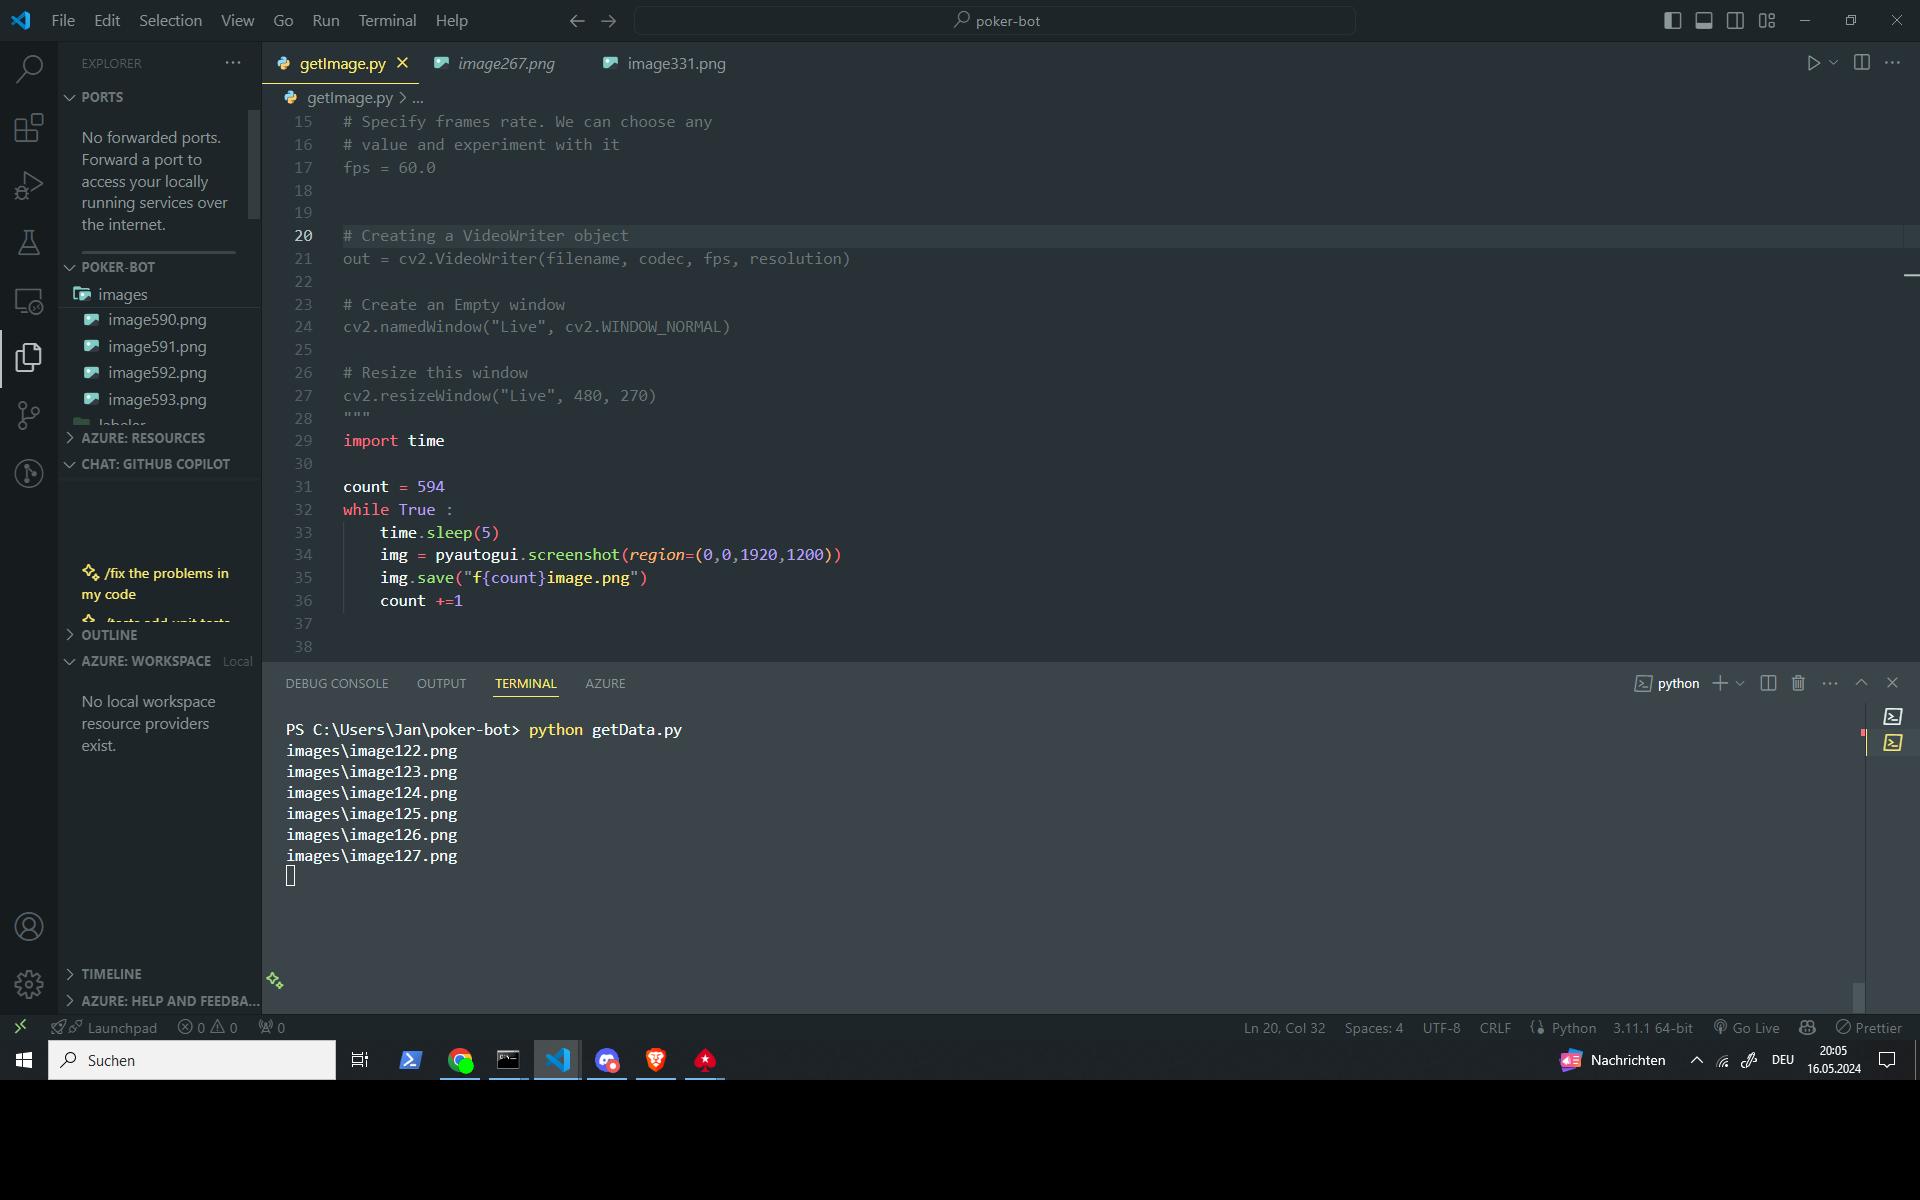 File Edit Selection View Go Run Terminal Help
poker-bot
EXPLORER
PORTS
No forwarded ports.
Forward a port to
access your locally
running services over
the internet.
POKER-BOT
images
image590.png
image591.png
image592.png
image593.png
labeler
AZURE: RESOURCES
CHAT: GITHUB COPILOT
/fix the problems in
my code
/tests add unit tests
OUTLINE
AZURE: WORKSPACE Local
No local workspace
resource providers
exist.
TIMELINE
AZURE: HELP AND FEEDBA...
getImage.py image267.png image331.png
getImage.py > ...
15 # Specify frames rate. We can choose any
16 # value and experiment with it
17 fps = 60.0
18
19
20 # Creating a VideoWriter object
21 out = cv2.VideoWriter(filename, codec, fps, resolution)
22
23 # Create an Empty window
24 cv2.namedWindow("Live", cv2.WINDOW_NORMAL)
25
26 # Resize this window
27 cv2.resizeWindow("Live", 480, 270)
28 """
29 import time
30
31 count = 594
32 while True :
33 time.sleep(5)
34 img = pyautogui.screenshot(region=(0,0,1920,1200))
35 img.save("f{count}image.png")
36 count +=1
37
38
DEBUG CONSOLE OUTPUT TERMINAL AZURE
python
PS C:\Users\Jan\poker-bot> python getData.py
images\image122.png
images\image123.png
images\image124.png
images\image125.png
images\image126.png
images\image127.png
Launchpad 0 0 0
Ln 20, Col 32 Spaces: 4 UTF-8 CRLF Python 3.11.1 64-bit Go Live Prettier
Suchen
Nachrichten
DEU
20:05
16.05.2024